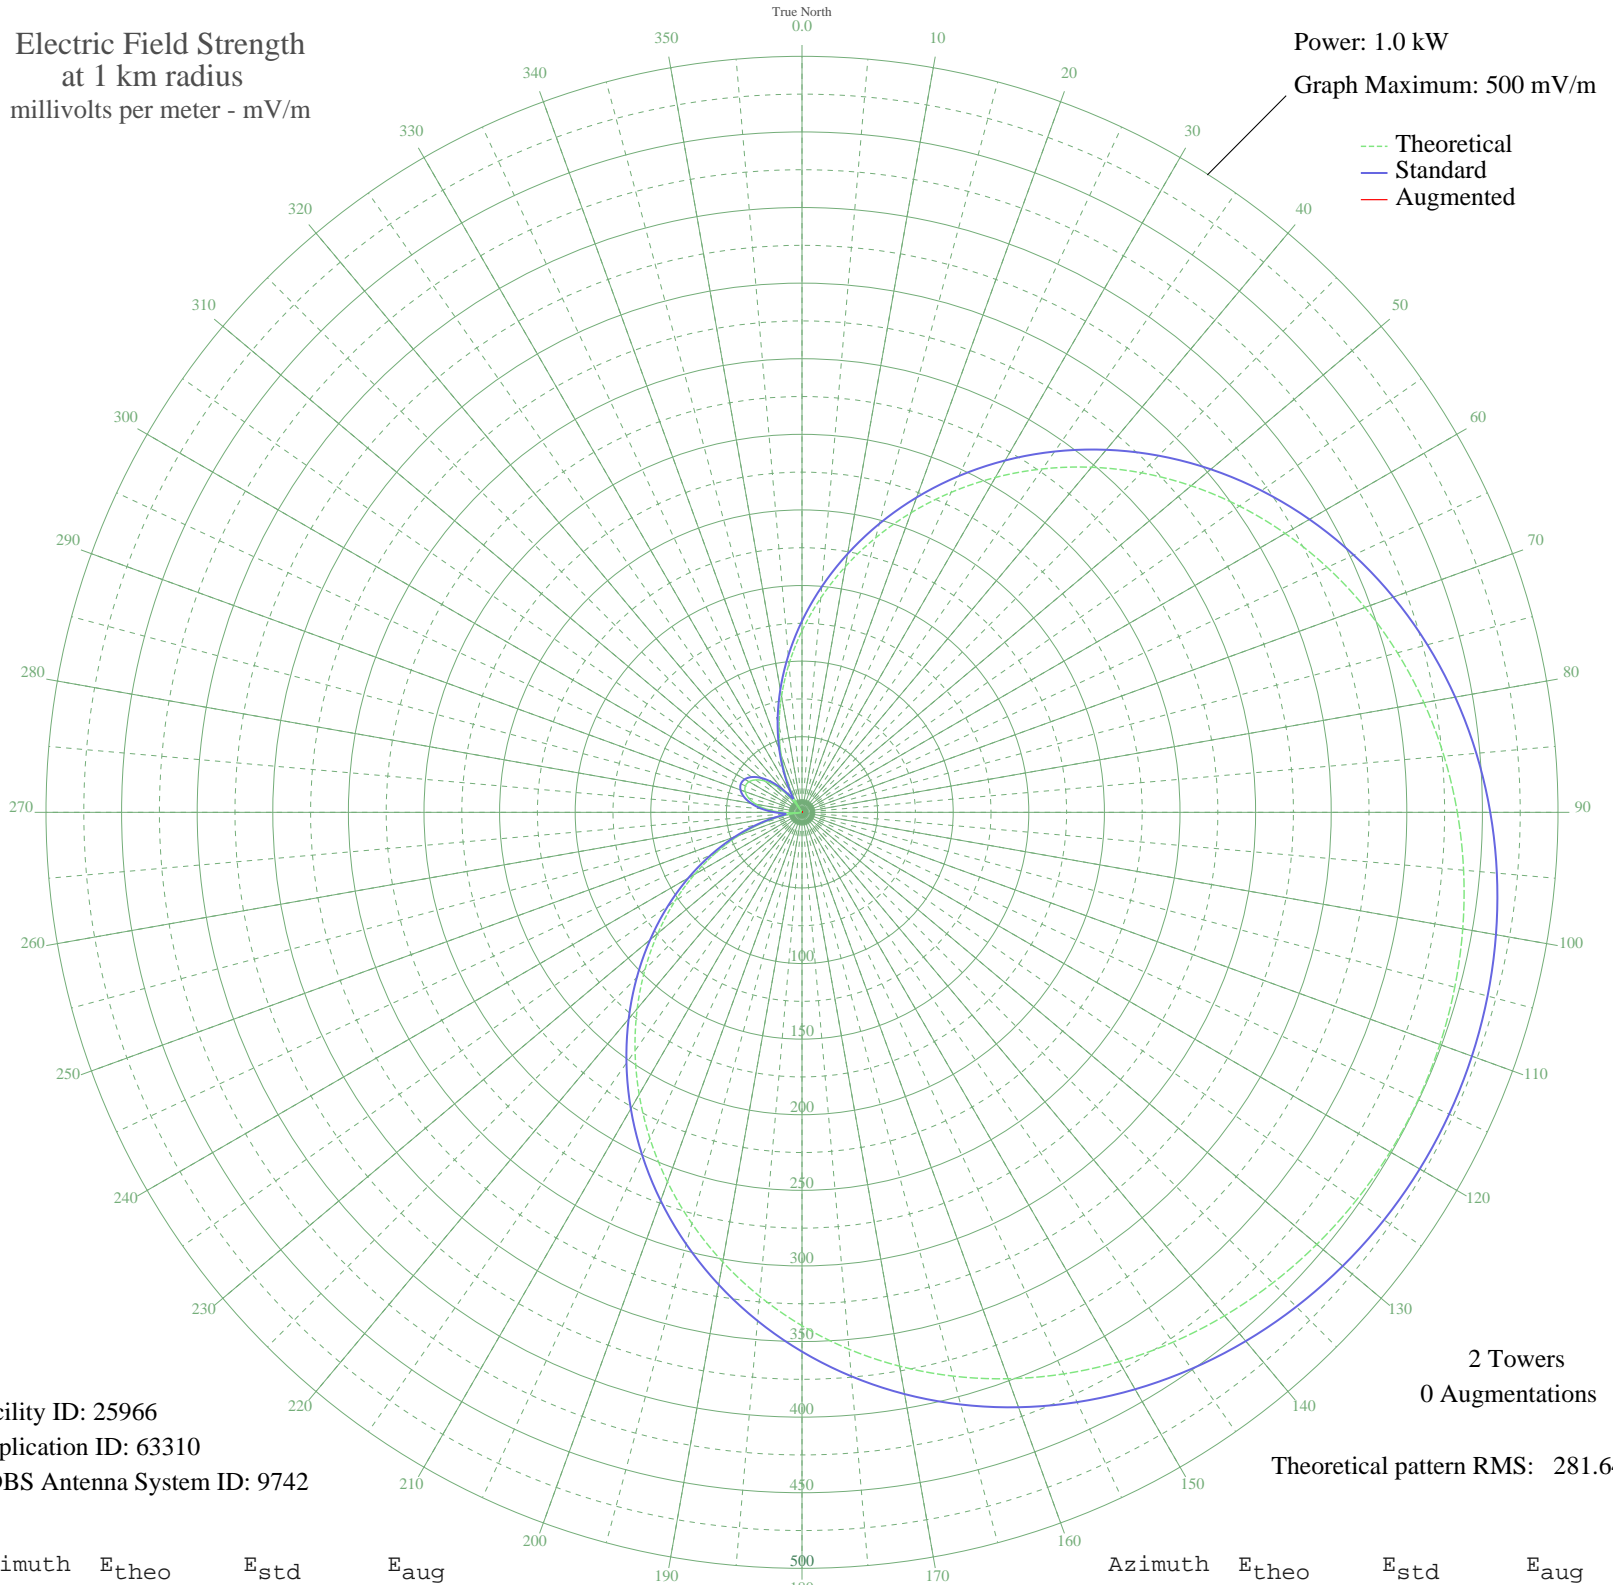 True North
Electric Field Strength
at 1 km radius
millivolts per meter - mV/m
Power: 1.0 kW
Graph Maximum: 500 mV/m
Theoretical
Standard
Augmented
0.0
10
20
30
40
50
60
70
80
90
100
110
120
130
140
150
160
170
190
200
210
220
230
240
250
260
270
280
290
300
310
320
330
340
350
100
150
200
250
300
350
400
450
500
2 Towers
0 Augmentations
Theoretical pattern RMS: 281.6
cility ID: 25966
plication ID: 63310
DBS Antenna System ID: 9742
imuth Etheo Estd Eaug
Azimuth Etheo Estd Eaug